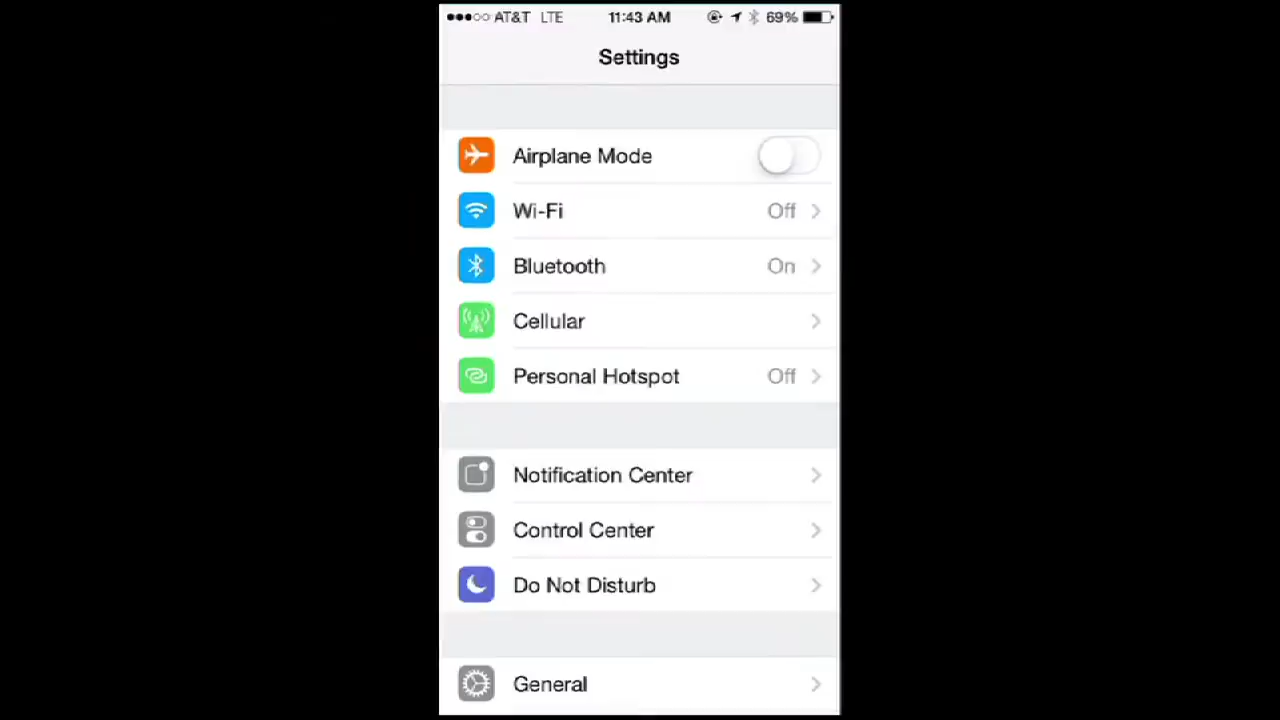 AT&T LTE 11:43 AM 69%
Settings
Airplane Mode
Wi-Fi Off
Bluetooth On
Cellular
Personal Hotspot Off
Notification Center
Control Center
Do Not Disturb
General